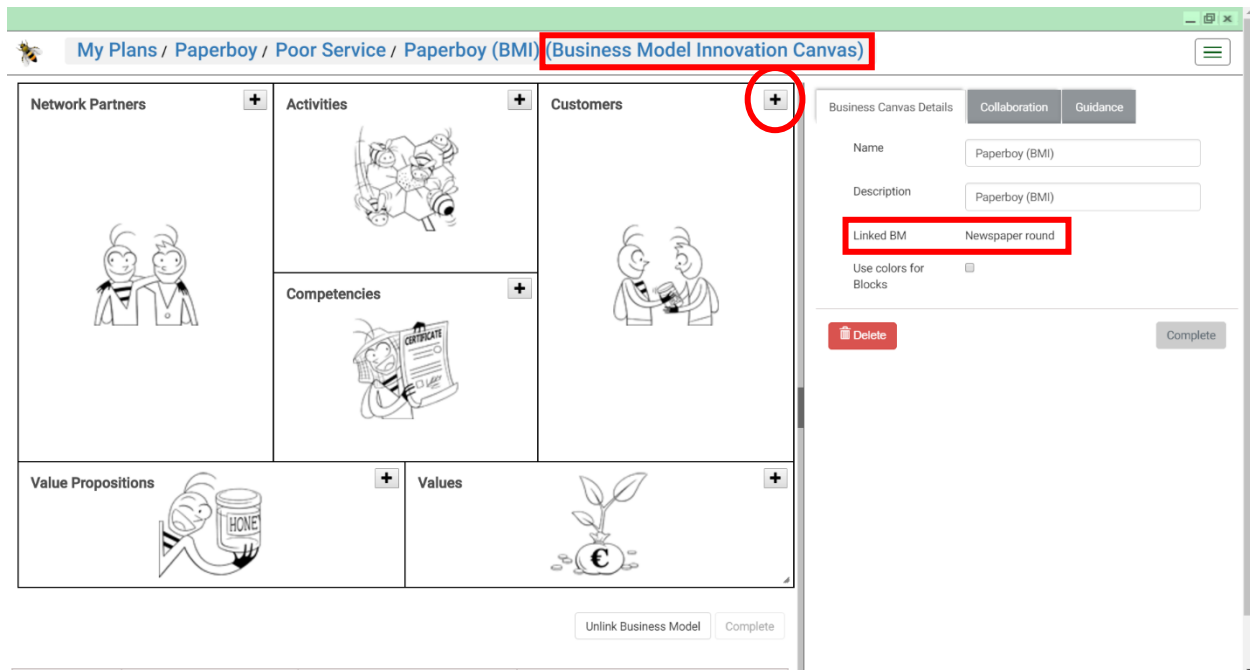 My Plans / Paperboy / Poor Service / Paperboy (BMI) (Business Model Innovation Canvas)
Network Partners
Activities
Customers
Competencies
CERTIFICATE
Value Propositions
HONEY
Values
€
Unlink Business Model
Complete
Business Canvas Details
Collaboration
Guidance
Name
Paperboy (BMI)
Description
Paperboy (BMI)
Linked BM
Newspaper round
Use colors for
Blocks
Delete
Complete